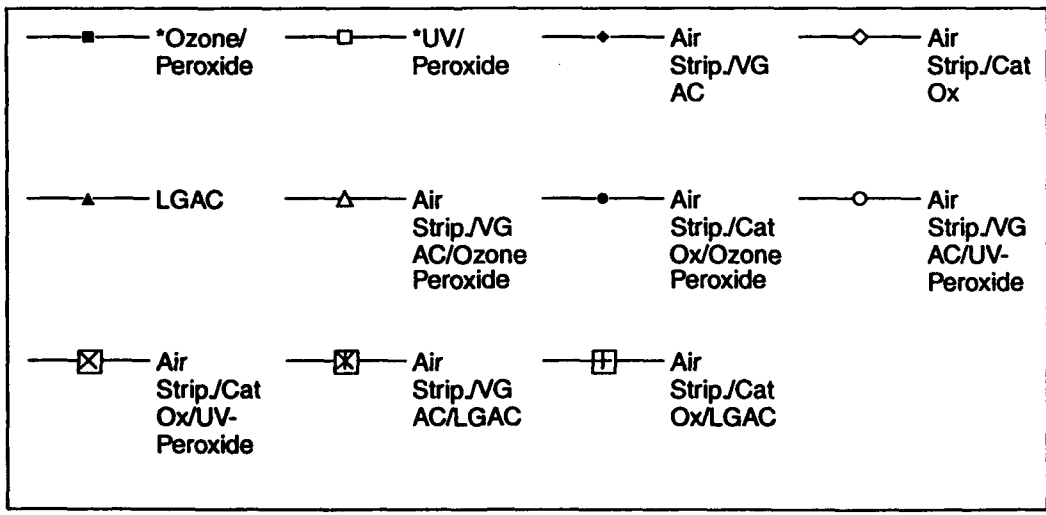 *Ozone/
Peroxide
*UV/
Peroxide
Air
Strip./VG
AC
Air
Strip./Cat
Ox
LGAC
Air
Strip./VG
AC/Ozone
Peroxide
Air
Strip./Cat
Ox/Ozone
Peroxide
Air
Strip./VG
AC/UV-
Peroxide
Air
Strip./Cat
Ox/UV-
Peroxide
Air
Strip./VG
AC/LGAC
Air
Strip./Cat
Ox/LGAC